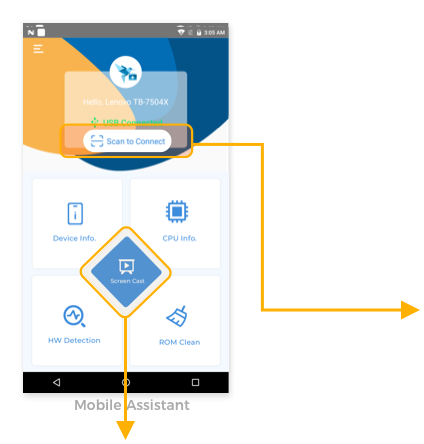 3:05 AM
Hello, Lenovo TB-7504X
USB Connected
Scan to Connect
Device Info.
CPU Info.
Screen Cast
HW Detection
ROM Clean
Mobile Assistant